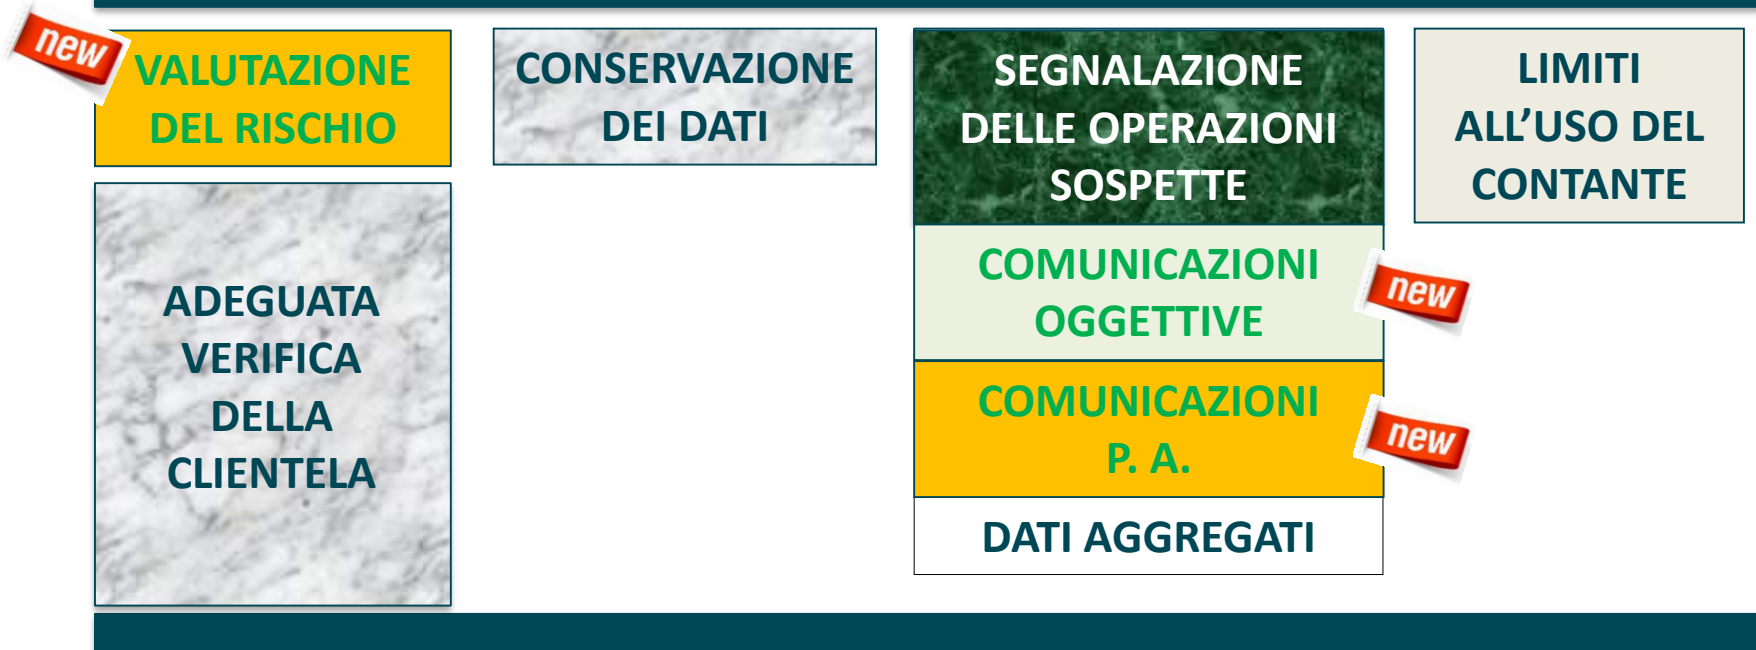 new
VALUTAZIONE
DEL RISCHIO
ADEGUATA
VERIFICA
DELLA
CLIENTELA
CONSERVAZIONE
DEI DATI
SEGNALAZIONE
DELLE OPERAZIONI
SOSPETTE
COMUNICAZIONI
OGGETTIVE
new
COMUNICAZIONI
P. A.
new
DATI AGGREGATI
LIMITI
ALL’USO DEL
CONTANTE